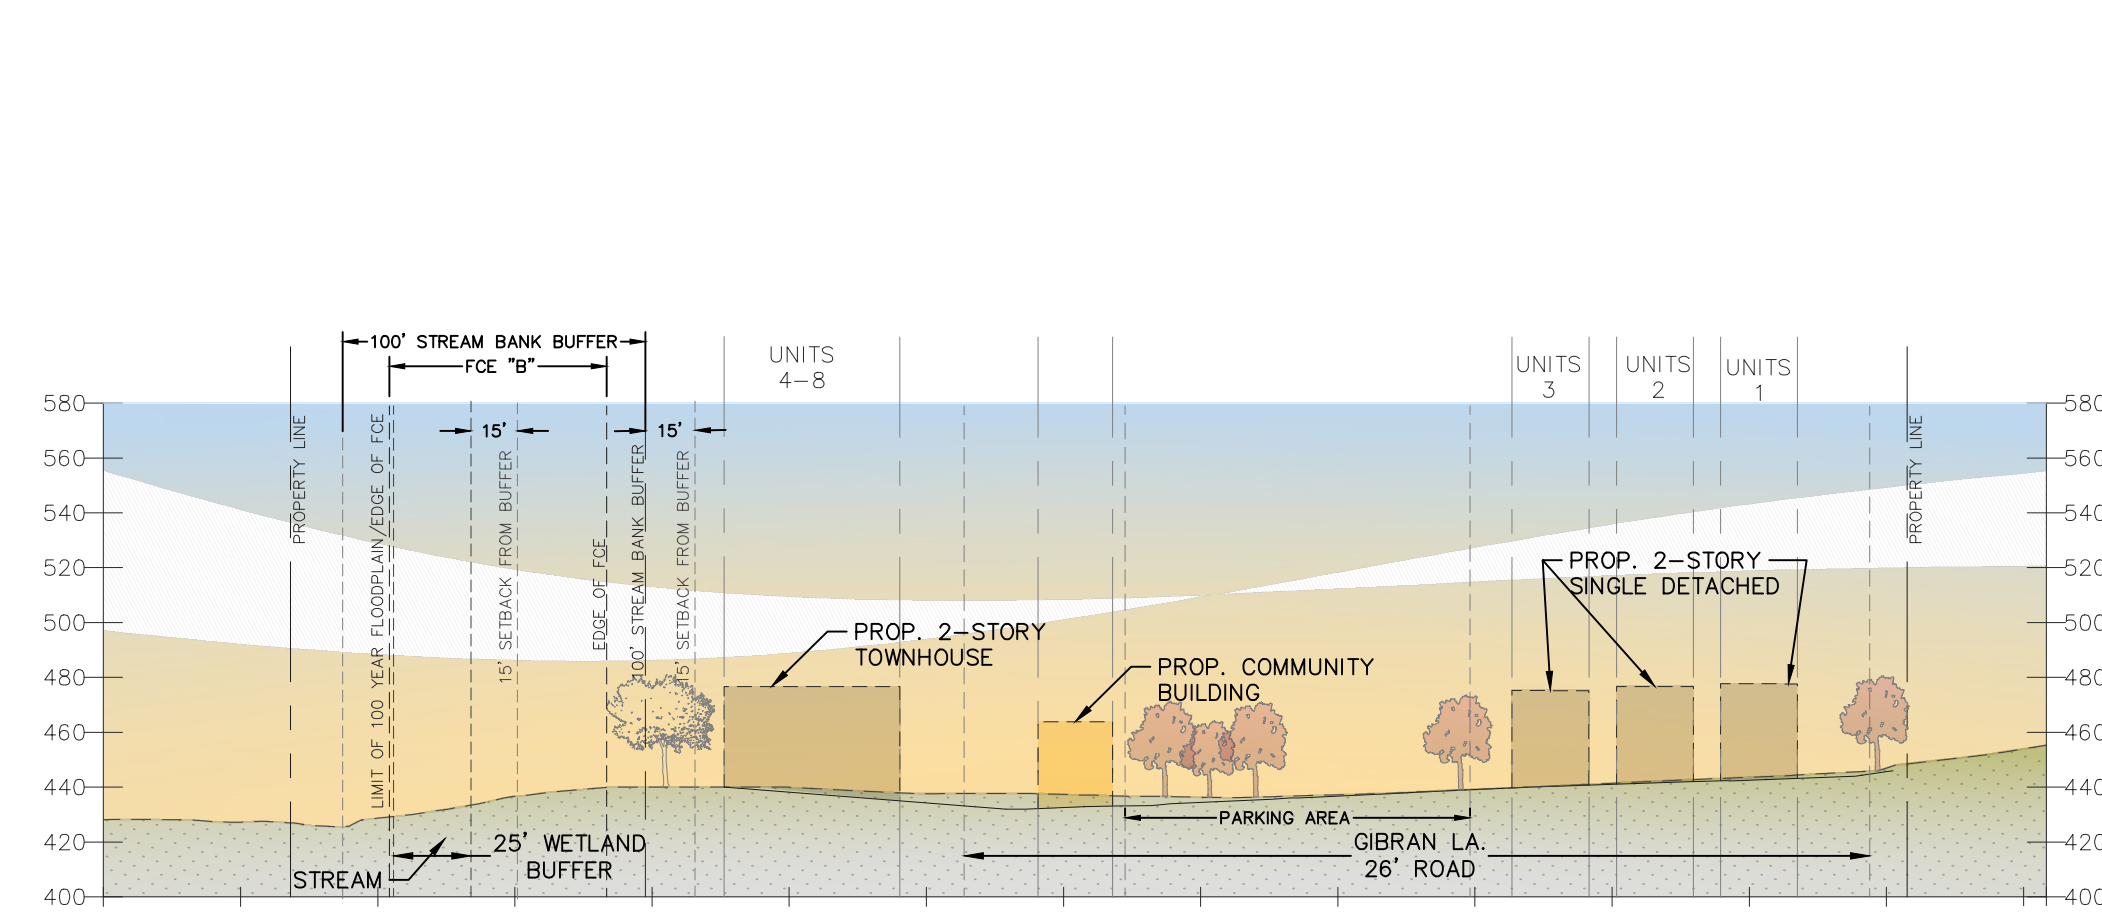 100' STREAM BANK BUFFER
FCE "B"
UNITS
4-8
UNITS
3
UNITS
2
UNITS
1
580
560
540
520
500
480
460
440
420
400
PROPERTY LINE
LIMIT OF 100 YEAR FLOODPLAIN/EDGE OF FCE
15'
15' SETBACK FROM BUFFER
EDGE OF FCE
100' STREAM BANK BUFFER
15'
15' SETBACK FROM BUFFER
PROP. 2-STORY
TOWNHOUSE
PROP. COMMUNITY
BUILDING
PROP. 2-STORY
SINGLE DETACHED
PROPERTY LINE
PARKING AREA
25' WETLAND
BUFFER
STREAM
GIBRAN LA.
26' ROAD
580
560
540
520
500
480
460
440
420
400